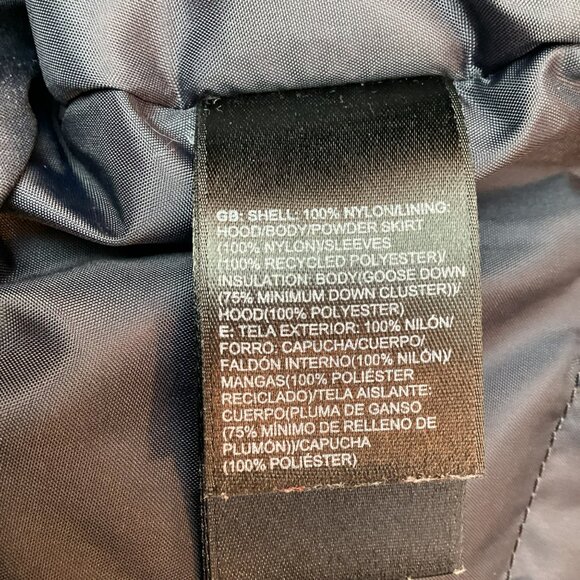 GB: SHELL: 100% NYLON/LINING:
HOOD/BODY/POWDER SKIRT
(100% NYLON)/SLEEVES
(100% RECYCLED POLYESTER)/
INSULATION: BODY(GOOSE DOWN
(75% MINIMUM DOWN CLUSTER))/
HOOD(100% POLYESTER)
E: TELA EXTERIOR: 100% NILÓN/
FORRO: CAPUCHA/CUERPO/
FALDÓN INTERNO(100% NILÓN)/
MANGAS(100% POLIÉSTER
RECICLADO)/TELA AISLANTE:
CUERPO(PLUMA DE GANSO
(75% MÍNIMO DE RELLENO DE
PLUMÓN))/CAPUCHA
(100% POLIÉSTER)